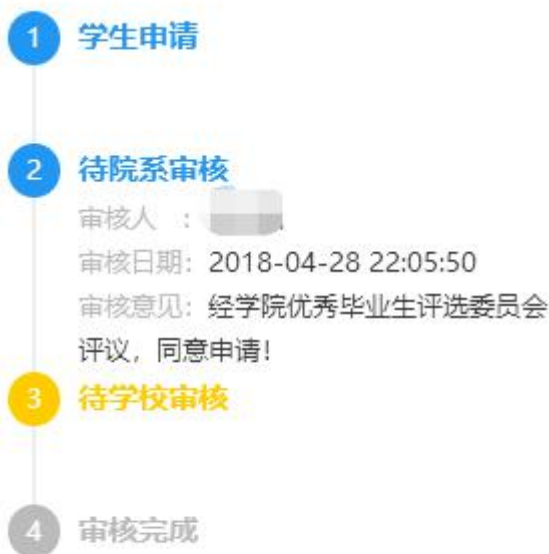 1 学生申请
2 待院系审核
审核人 :
审核日期: 2018-04-28 22:05:50
审核意见: 经学院优秀毕业生评选委员会
评议, 同意申请!
3 待学校审核
4 审核完成